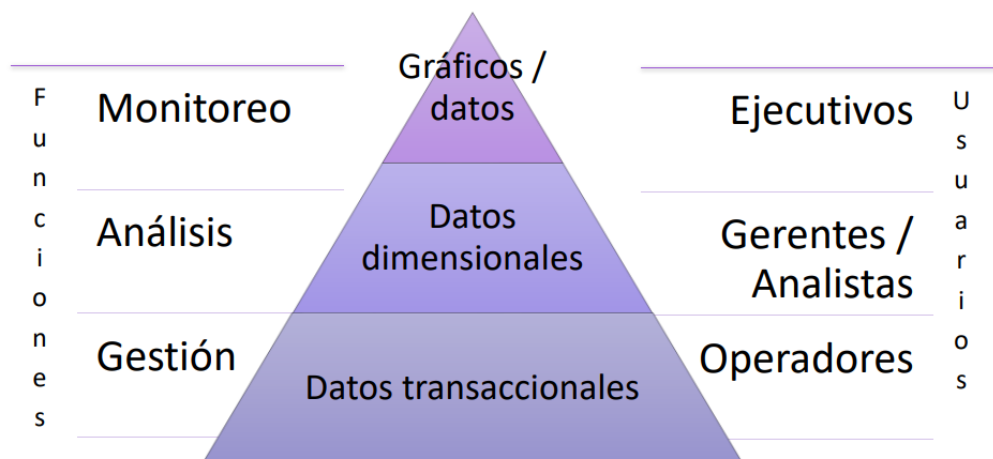 Funciones
Monitoreo
Análisis
Gestión
Gráficos /
datos
Datos
dimensionales
Datos transaccionales
Ejecutivos
Gerentes /
Analistas
Operadores
Usuarios